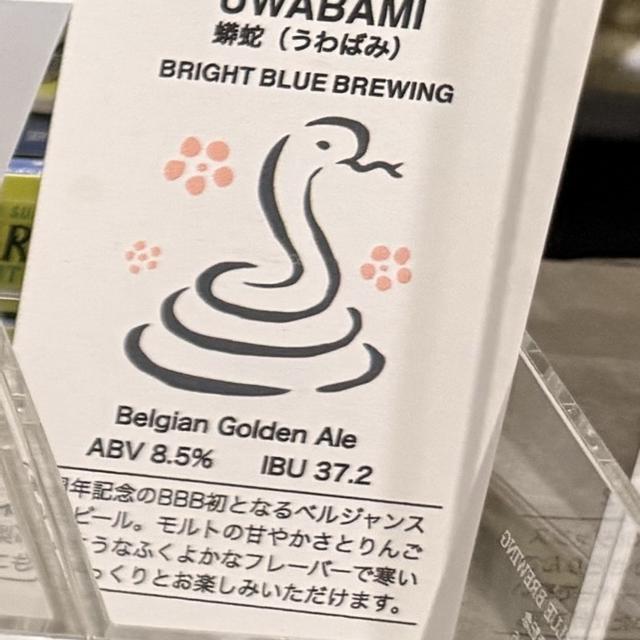 UWABAMI
蟒蛇（うわばみ）
BRIGHT BLUE BREWING
Belgian Golden Ale
ABV 8.5% IBU 37.2
年記念のBBB初となるベルジャンス
ビール。モルトの甘やかさとりんご
うなふくよかなフレーバーで寒い
っくりとお楽しみいただけます。